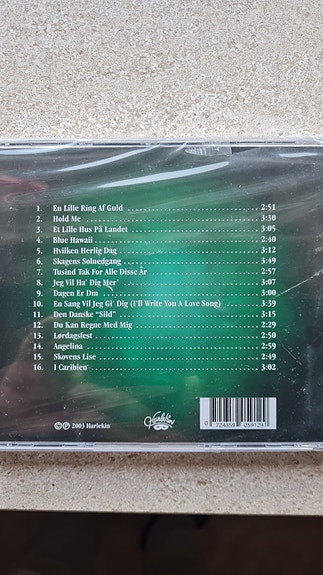 1. En Lille Ring Af Guld 2:51
2. Hold Me 3:30
3. Et Lille Hus På Landet 3:05
4. Blue Hawaii 2:40
5. Hvilken Herlig Dag 3:12
6. Skagens Solnedgang 3:49
7. Tusind Tak For Alle Disse År 2:57
8. Jeg Vil Ha' Dig Mer' 3:07
9. Dagen Er Din 3:00
10. En Sang Vil Jeg Gi' Dig (I'll Write You A Love Song) 3:39
11. Den Danske "Sild" 3:15
12. Du Kan Regne Med Mig 2:29
13. Lørdagsfest 2:50
14. Angelina 2:59
15. Skovens Lise 2:49
16. I Caribien 3:02
©℗ 2003 Harlekin
Harlekin
0 724359 059129